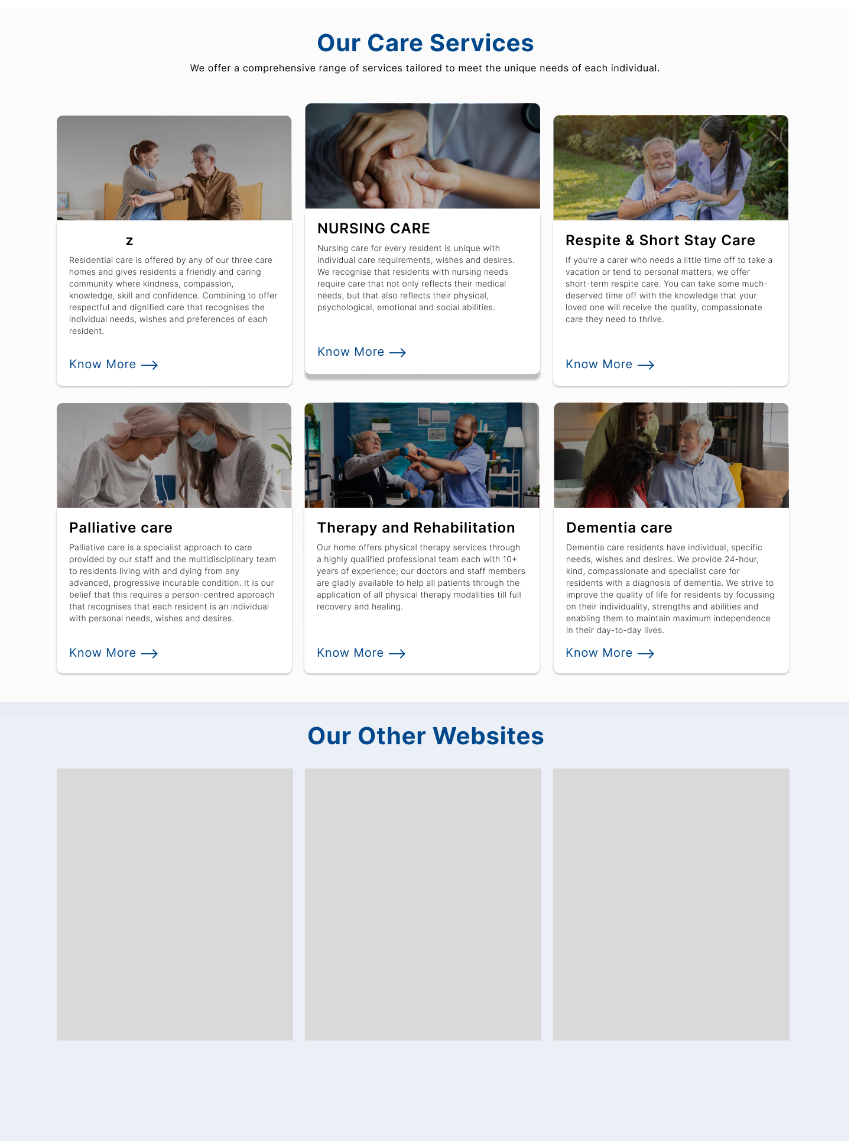 Our Care Services
We offer a comprehensive range of services tailored to meet the unique needs of each individual.
z
Residential care is offered by any of our three care
homes and gives residents a friendly and caring
community where kindness, compassion,
knowledge, skill and confidence. Combining to offer
respectful and dignified care that recognises the
individual needs, wishes and preferences of each
resident.
Know More
NURSING CARE
Nursing care for every resident is unique with
individual care requirements, wishes and desires.
We recognise that residents with nursing needs
require care that not only reflects their medical
needs, but that also reflects their physical,
psychological, emotional and social abilities.
Know More
Respite & Short Stay Care
If you're a carer who needs a little time off to take a
vacation or tend to personal matters, we offer
short-term respite care. You can take some much-
deserved time off with the knowledge that your
loved one will receive the quality, compassionate
care they need to thrive.
Know More
Palliative care
Palliative care is a specialist approach to care
provided by our staff and the multidisciplinary team
to residents living with and dying from any
advanced, progressive incurable condition. It is our
belief that this requires a person-centred approach
that recognises that each resident is an individual
with personal needs, wishes and desires.
Know More
Therapy and Rehabilitation
Our home offers physical therapy services through
a highly qualified professional team each with 10+
years of experience; our doctors and staff members
are gladly available to help all patients through the
application of all physical therapy modalities till full
recovery and healing.
Know More
Dementia care
Dementia care residents have individual, specific
needs, wishes and desires. We provide 24-hour,
kind, compassionate and specialist care for
residents with a diagnosis of dementia. We strive to
improve the quality of life for residents by focussing
on their individuality, strengths and abilities and
enabling them to maintain maximum independence
in their day-to-day lives.
Know More
Our Other Websites